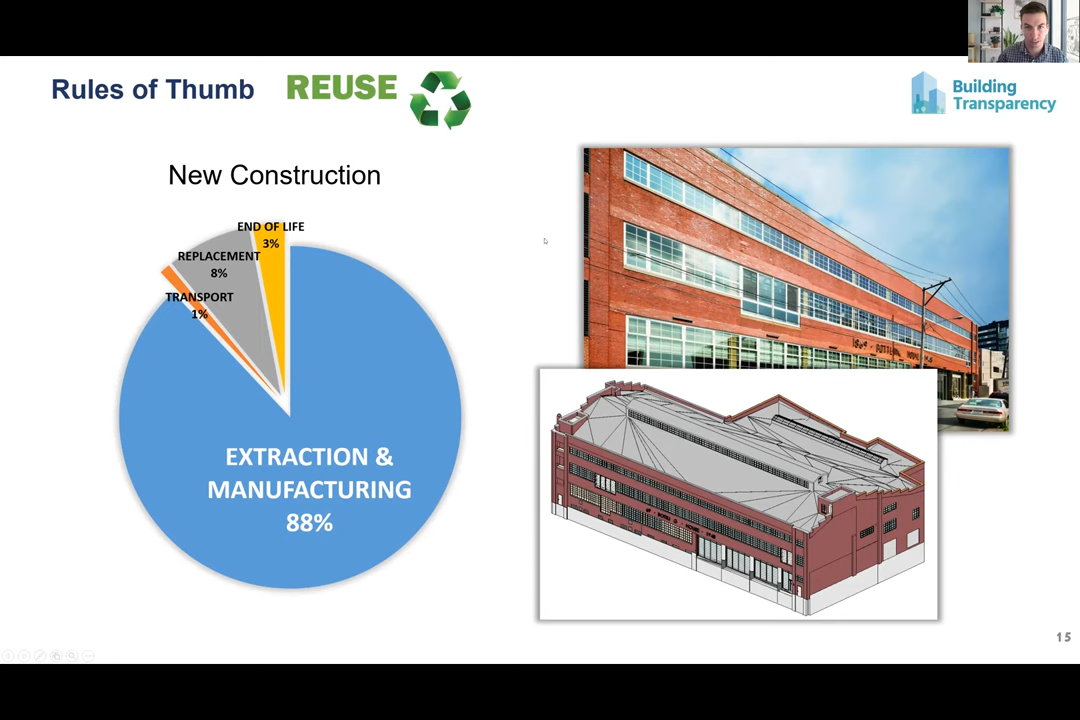 Rules of Thumb REUSE
Building
Transparency
New Construction
END OF LIFE
3%
REPLACEMENT
8%
TRANSPORT
1%
EXTRACTION &
MANUFACTURING
88%
15